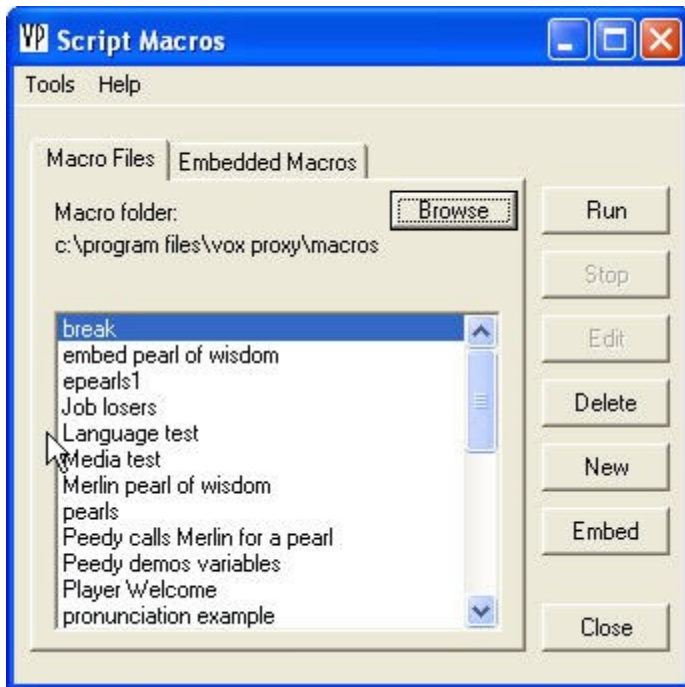 VP Script Macros
Tools Help
Macro Files Embedded Macros
Macro folder:
Browse
c:\program files\vox proxy\macros
break
embed pearl of wisdom
epearls1
Job losers
Language test
Media test
Merlin pearl of wisdom
pearls
Peedy calls Merlin for a pearl
Peedy demos variables
Player Welcome
pronunciation example
Run
Stop
Edit
Delete
New
Embed
Close